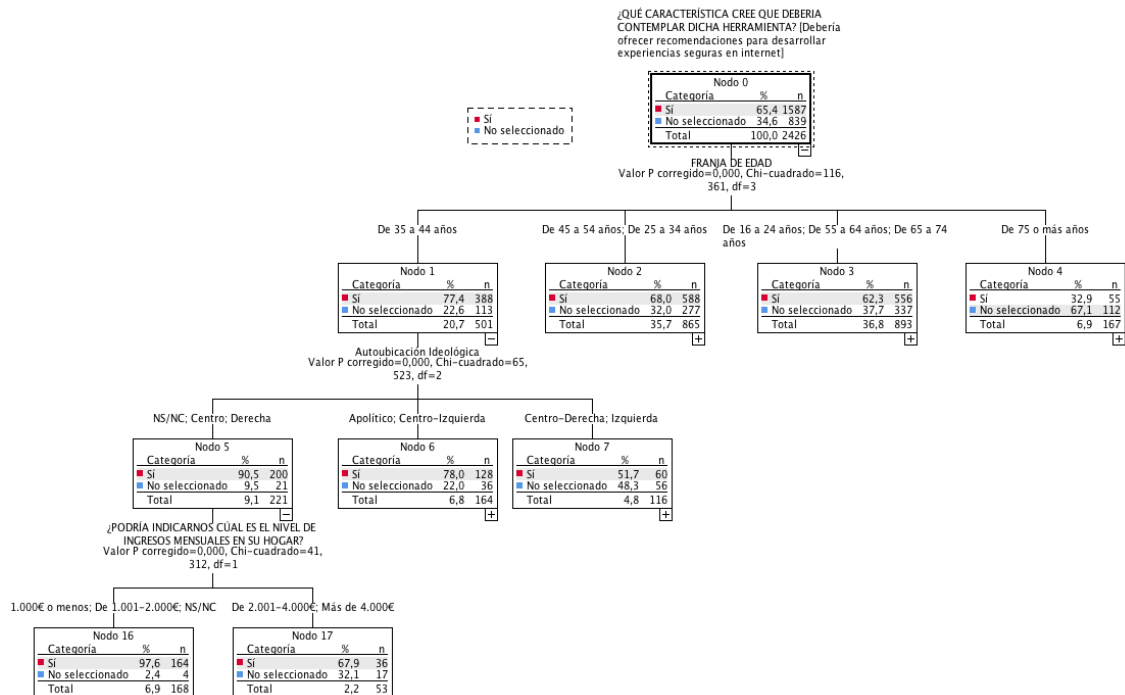 ¿QUÉ CARACTERÍSTICA CREE QUE DEBERIA
CONTEMPLAR DICHA HERRAMIENTA? [Debería
ofrecer recomendaciones para desarrollar
experiencias seguras en internet]
Nodo 0
Categoría % n
Sí 65,4 1587
No seleccionado 34,6 839
Total 100,0 2426
Sí
No seleccionado
FRANJA DE EDAD
Valor P corregido=0,000, Chi-cuadrado=116,
361, df=3
De 35 a 44 años
De 45 a 54 años; De 25 a 34 años
De 16 a 24 años; De 55 a 64 años; De 65 a 74
años
De 75 o más años
Nodo 1
Categoría % n
Sí 77,4 388
No seleccionado 22,6 113
Total 20,7 501
Nodo 2
Categoría % n
Sí 68,0 588
No seleccionado 32,0 277
Total 35,7 865
Nodo 3
Categoría % n
Sí 62,3 556
No seleccionado 37,7 337
Total 36,8 893
Nodo 4
Categoría % n
Sí 32,9 55
No seleccionado 67,1 112
Total 6,9 167
Autoubicación Ideológica
Valor P corregido=0,000, Chi-cuadrado=65,
523, df=2
NS/NC; Centro; Derecha
Apolítico; Centro-Izquierda
Centro-Derecha; Izquierda
Nodo 5
Categoría % n
Sí 90,5 200
No seleccionado 9,5 21
Total 9,1 221
Nodo 6
Categoría % n
Sí 78,0 128
No seleccionado 22,0 36
Total 6,8 164
Nodo 7
Categoría % n
Sí 51,7 60
No seleccionado 48,3 56
Total 4,8 116
¿PODRÍA INDICARNOS CÚAL ES EL NIVEL DE
INGRESOS MENSUALES EN SU HOGAR?
Valor P corregido=0,000, Chi-cuadrado=41,
312, df=1
1.000€ o menos; De 1.001-2.000€; NS/NC
De 2.001-4.000€; Más de 4.000€
Nodo 16
Categoría % n
Sí 97,6 164
No seleccionado 2,4 4
Total 6,9 168
Nodo 17
Categoría % n
Sí 67,9 36
No seleccionado 32,1 17
Total 2,2 53